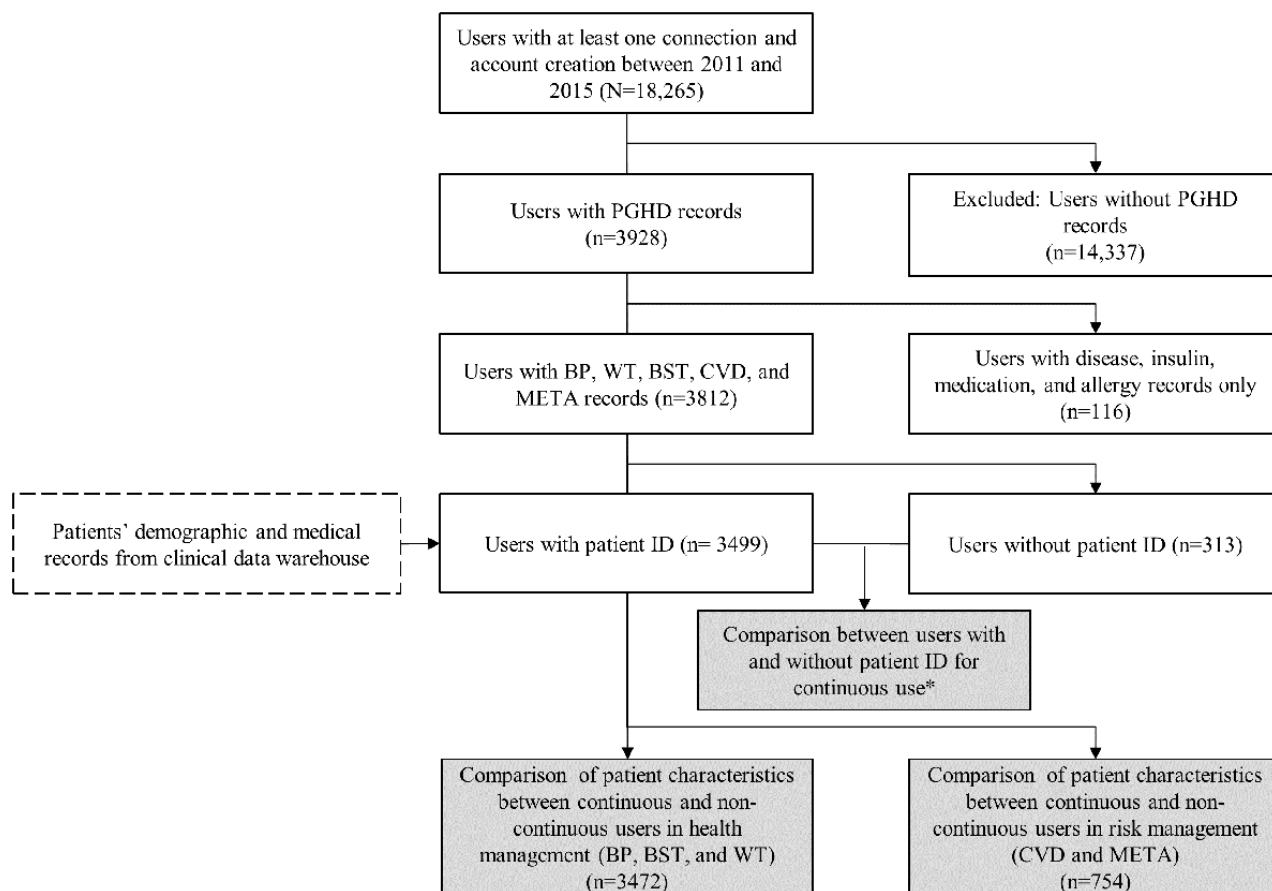 Users with at least one connection and
account creation between 2011 and
2015 (N=18,265)
Users with PGHD records
(n=3928)
Excluded: Users without PGHD
records
(n=14,337)
Users with BP, WT, BST, CVD, and
META records (n=3812)
Users with disease, insulin,
medication, and allergy records only
(n=116)
Patients’ demographic and medical
records from clinical data warehouse
Users with patient ID (n= 3499)
Users without patient ID (n=313)
Comparison between users with
and without patient ID for
continuous use*
Comparison of patient characteristics
between continuous and non-
continuous users in health
management (BP, BST, and WT)
(n=3472)
Comparison of patient characteristics
between continuous and non-
continuous users in risk management
(CVD and META)
(n=754)